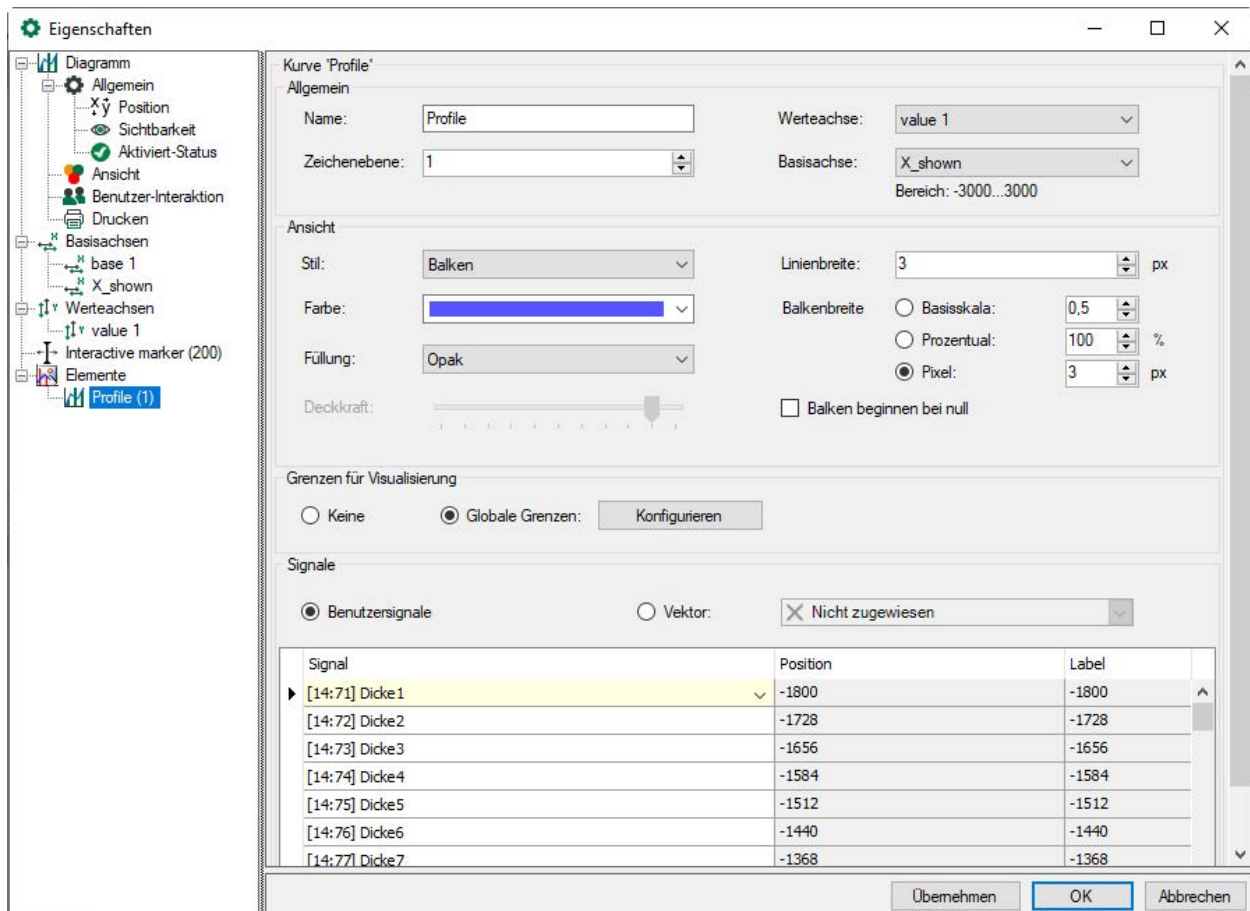 Eigenschaften
Diagramm
Allgemein
Position
Sichtbarkeit
Aktiviert-Status
Ansicht
Benutzer-Interaktion
Drucken
Basisachsen
base 1
X_shown
Werteachsen
value 1
Interactive marker (200)
Elemente
Profile (1)
Kurve 'Profile'
Allgemein
Name: Profile Werteachse: value 1
Zeichenebene: 1 Basisachse: X_shown
Bereich: -3000...3000
Ansicht
Stil: Balken Linienbreite: 3 px
Farbe: Balkenbreite Basisskala: 0,5
Prozentual: 100 %
Füllung: Opak Pixel: 3 px
Deckkraft: Balken beginnen bei null
Grenzen für Visualisierung
Keine Globale Grenzen: Konfigurieren
Signale
Benutzersignale Vektor: Nicht zugewiesen
Signal Position Label
[14:71] Dicke1 -1800 -1800
[14:72] Dicke2 -1728 -1728
[14:73] Dicke3 -1656 -1656
[14:74] Dicke4 -1584 -1584
[14:75] Dicke5 -1512 -1512
[14:76] Dicke6 -1440 -1440
[14:77] Dicke7 -1368 -1368
Übernehmen OK Abbrechen